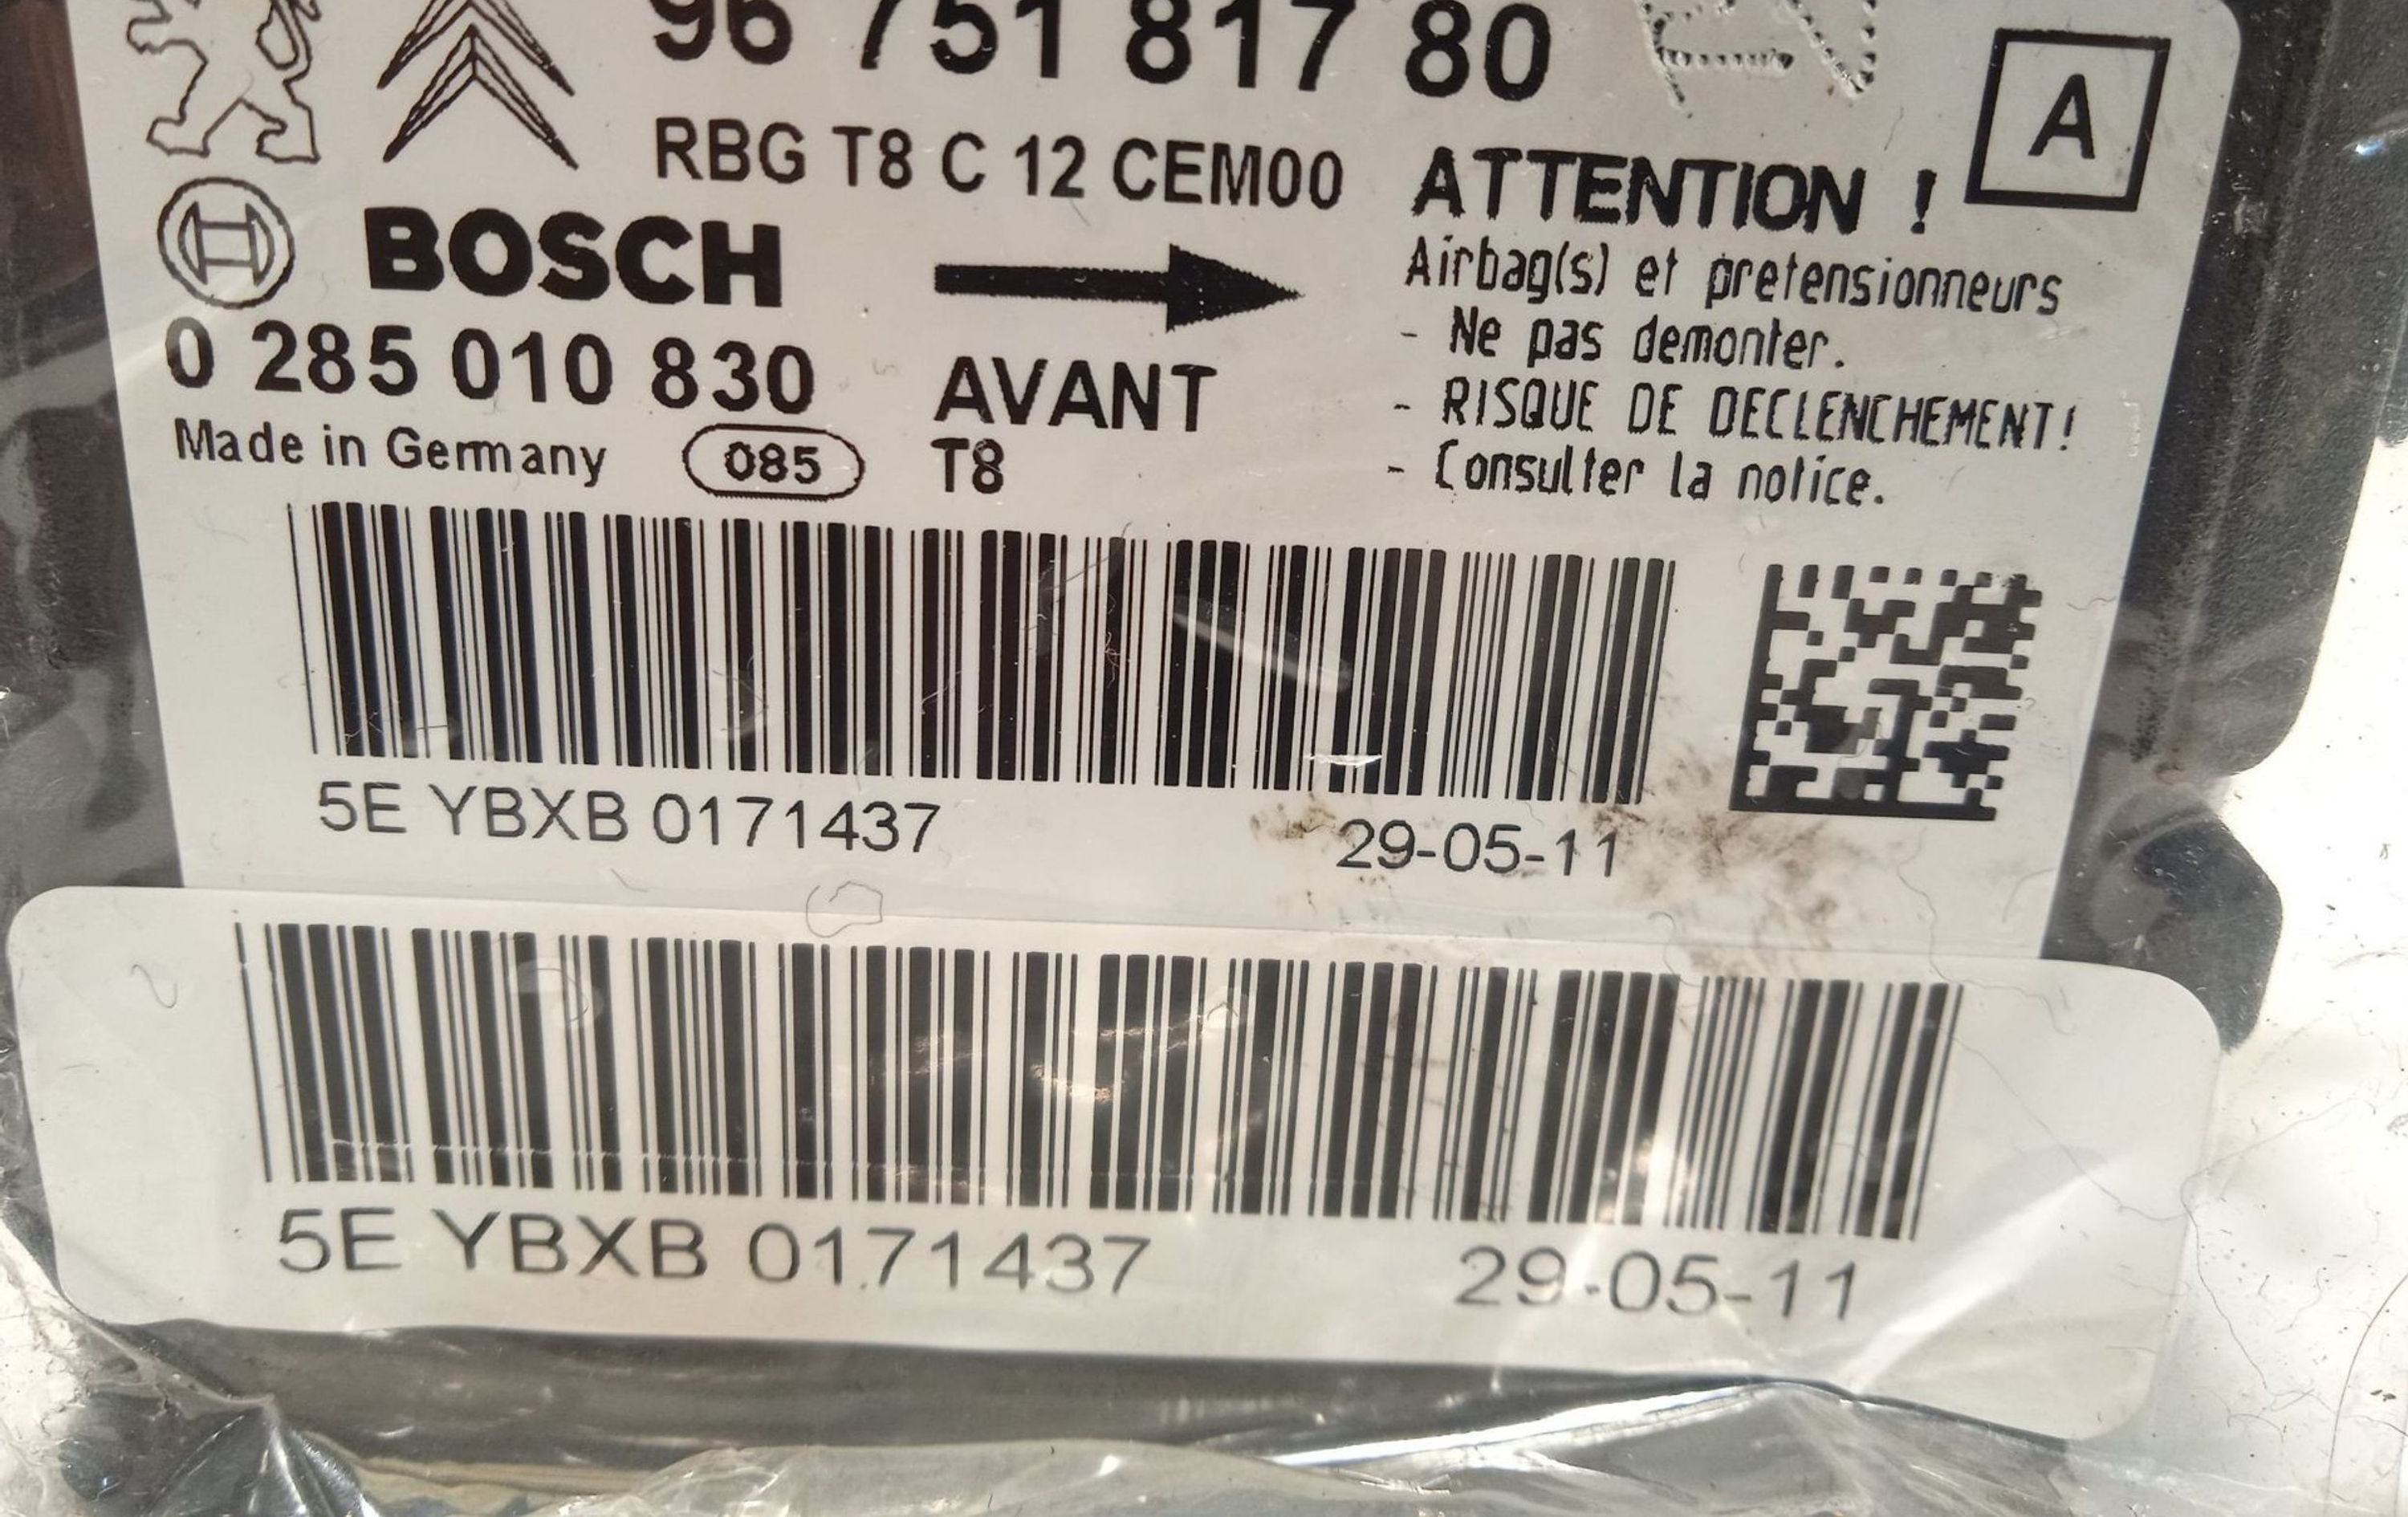 96 751 817 80
A
RBG T8 C 12 CEM00
BOSCH
0 285 010 830
Made in Germany
085
AVANT
T8
ATTENTION !
Airbag(s) et pretensionneurs
- Ne pas demonter.
- RISQUE DE DECLENCHEMENT!
- Consulter la notice.
5E YBXB 0171437
29-05-11
5E YBXB 0171437
29-05-11